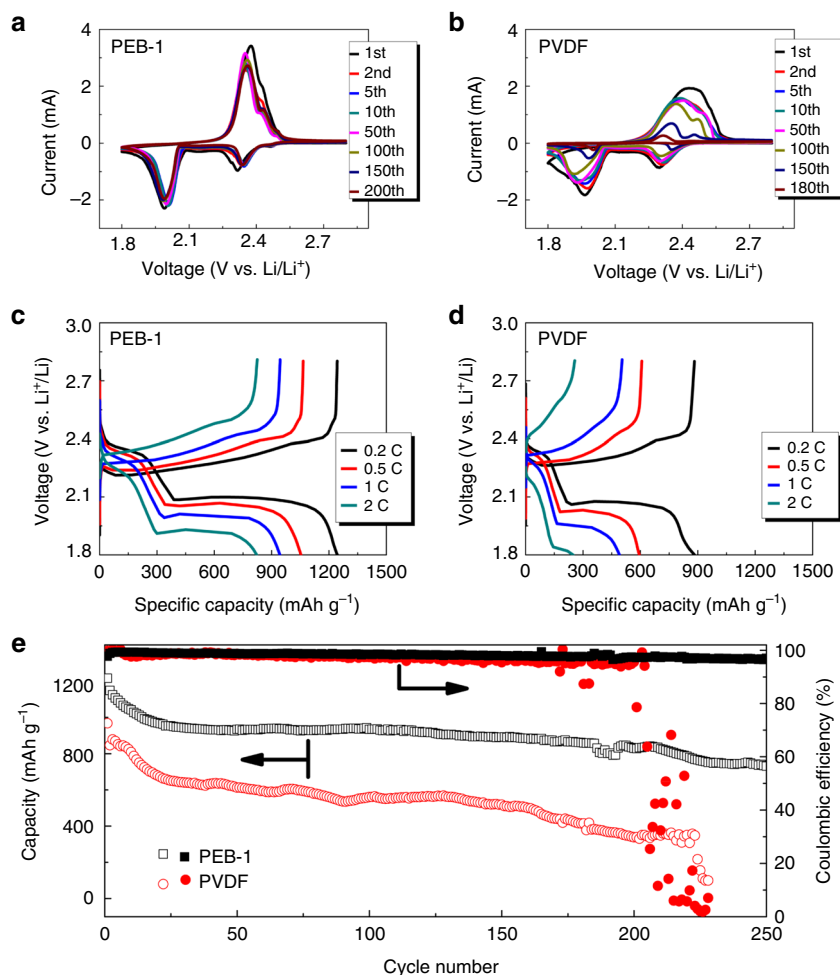 a
PEB-1
4
2
0
−2
Current (mA)
1.8 2.1 2.4 2.7
Voltage (V vs. Li/Li⁺)
1st
2nd
5th
10th
50th
100th
150th
200th
b
PVDF
4
2
0
−2
Current (mA)
1.8 2.1 2.4 2.7
Voltage (V vs. Li/Li⁺)
1st
2nd
5th
10th
50th
100th
150th
180th
c
PEB-1
3.0
2.7
2.4
2.1
1.8
Voltage (V vs. Li⁺/Li)
0 300 600 900 1200 1500
Specific capacity (mAh g⁻¹)
0.2 C
0.5 C
1 C
2 C
d
PVDF
3.0
2.7
2.4
2.1
1.8
Voltage (V vs. Li⁺/Li)
0 300 600 900 1200 1500
Specific capacity (mAh g⁻¹)
0.2 C
0.5 C
1 C
2 C
e
1200
800
400
0
Capacity (mAh g⁻¹)
PEB-1
PVDF
100
80
60
40
20
0
Coulombic efficiency (%)
0 50 100 150 200 250
Cycle number